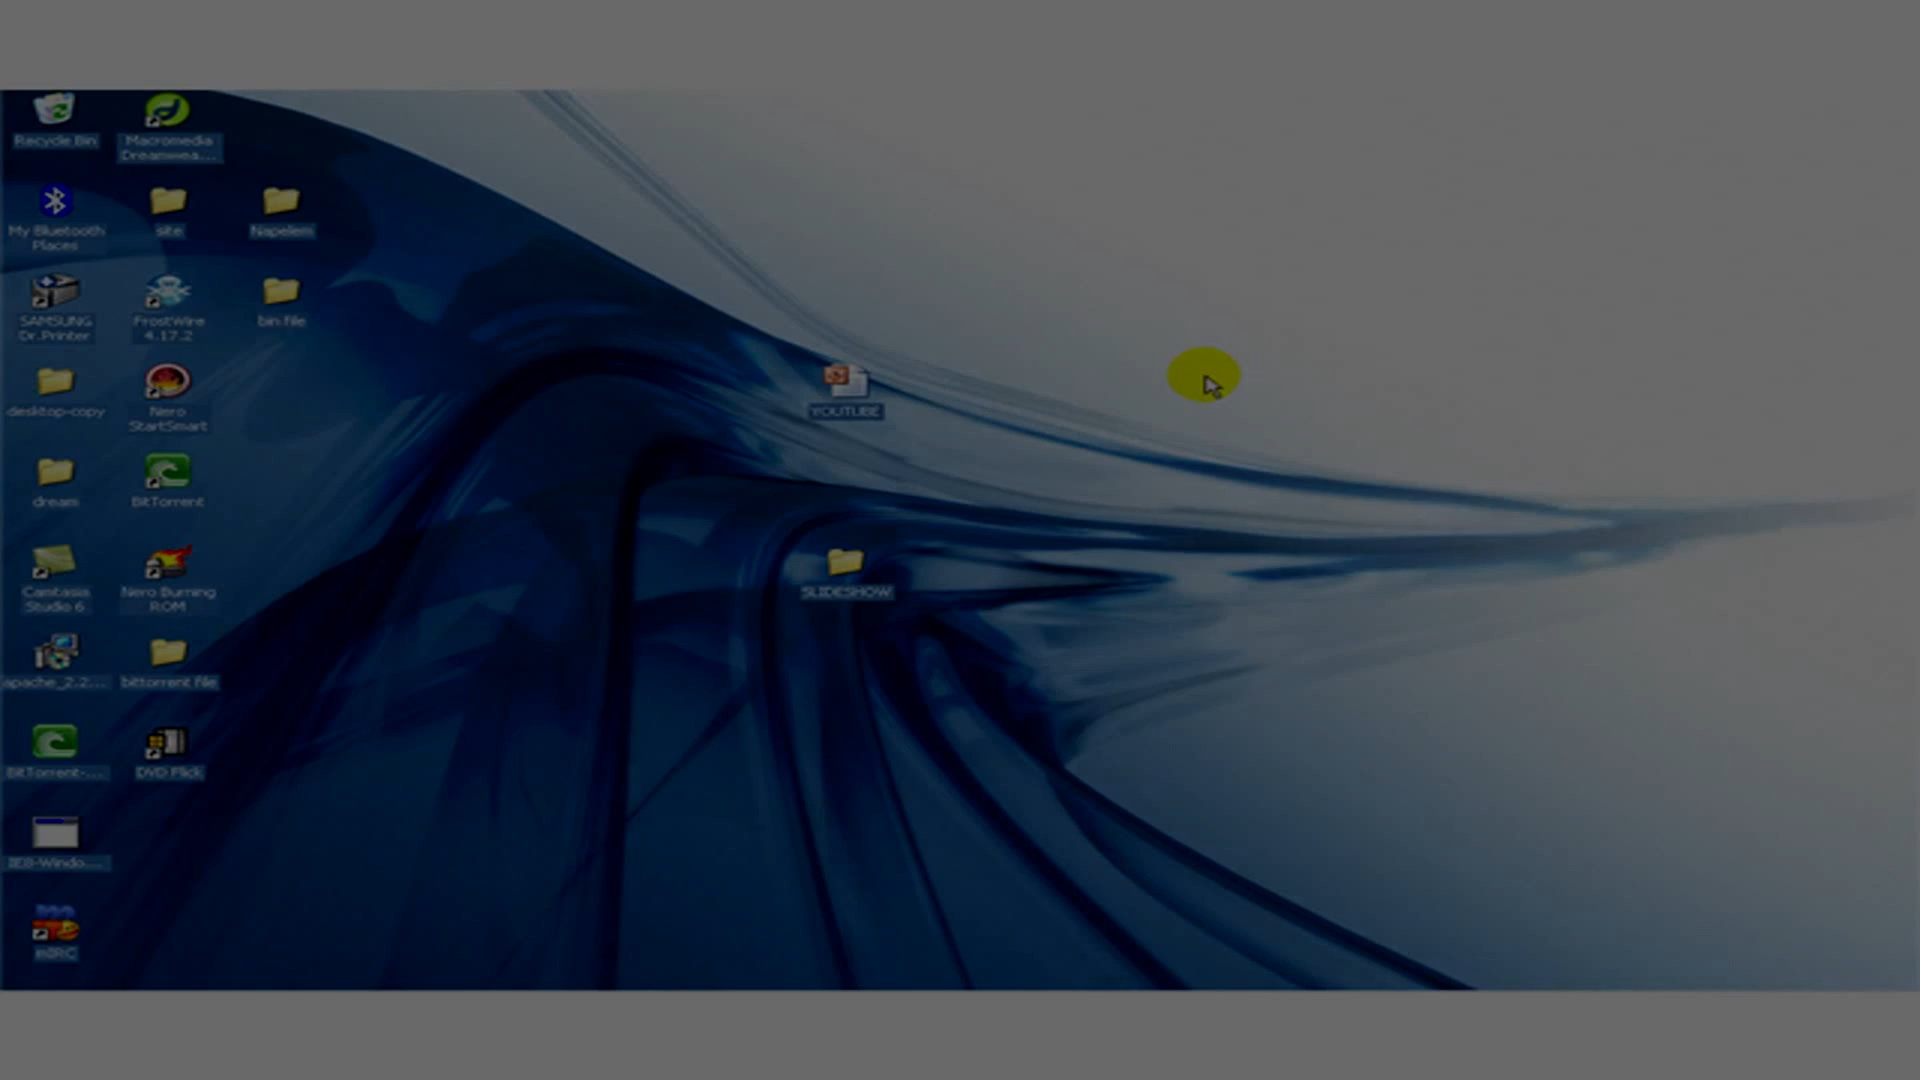 Recycle Bin
Macromedia
Dreamwea...
My Bluetooth
Places
site
Napelem
SAMSUNG
Dr.Printer
FrostWire
4.17.2
bin file
desktop-copy
Nero
StartSmart
YOUTUBE
dream
BitTorrent
Camtasia
Studio 6
Nero Burning
ROM
SLIDESHOW
apache_2.2....
bittorrent file
BitTorrent-...
DVD Flick
IE8-Windo...
mIRC